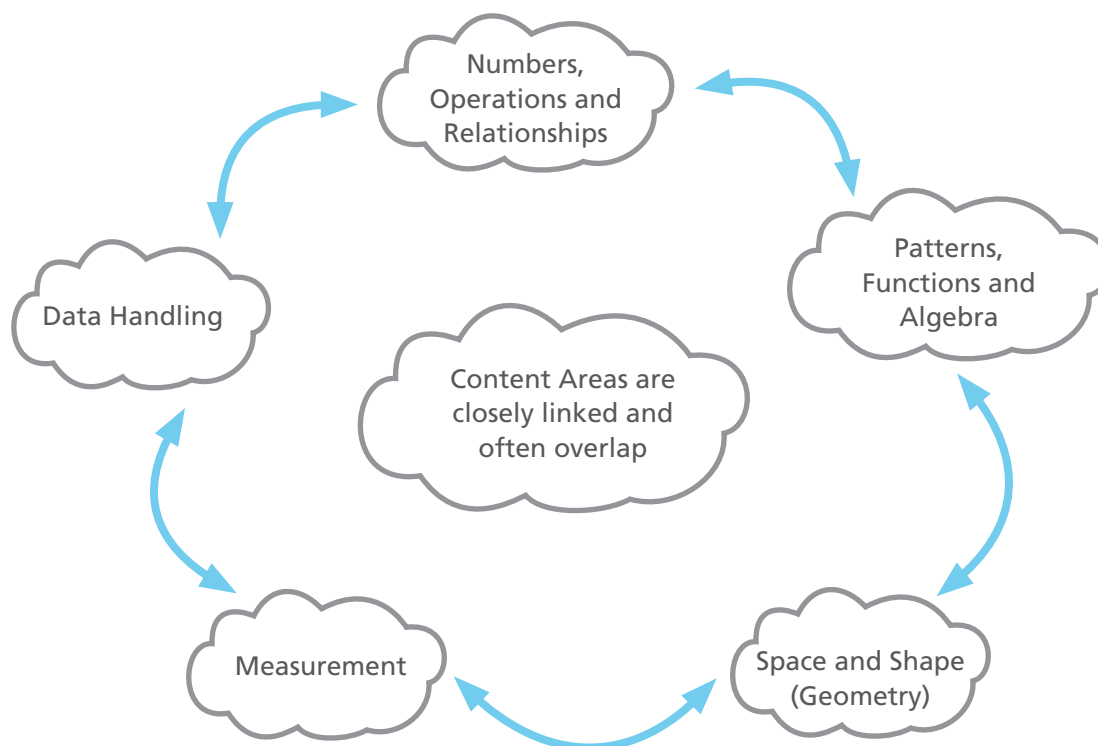 Numbers,
Operations and
Relationships
Patterns,
Functions and
Algebra
Data Handling
Content Areas are
closely linked and
often overlap
Measurement
Space and Shape
(Geometry)